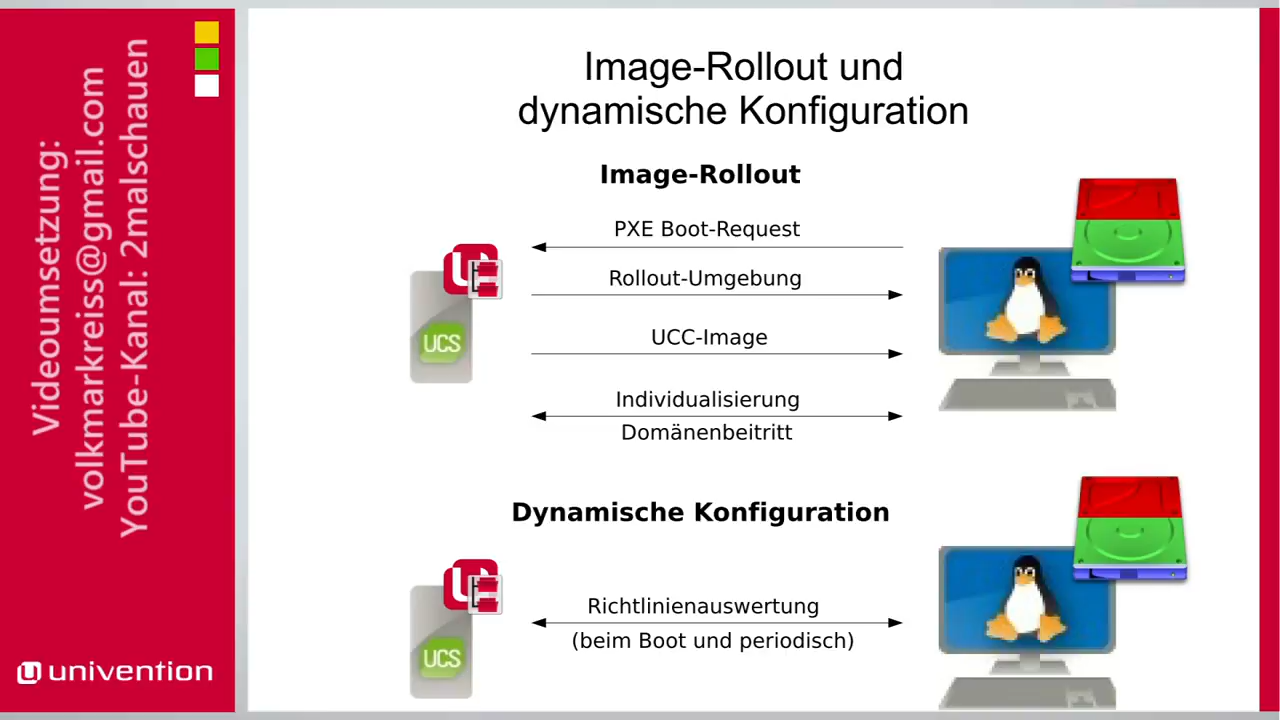 Videoumsetzung:
volkmarkreiss@gmail.com
YouTube-Kanal: 2malschauen
univention
Image-Rollout und
dynamische Konfiguration
Image-Rollout
PXE Boot-Request
Rollout-Umgebung
UCC-Image
Individualisierung
Domänenbeitritt
UCS
Dynamische Konfiguration
Richtlinienauswertung
(beim Boot und periodisch)
UCS